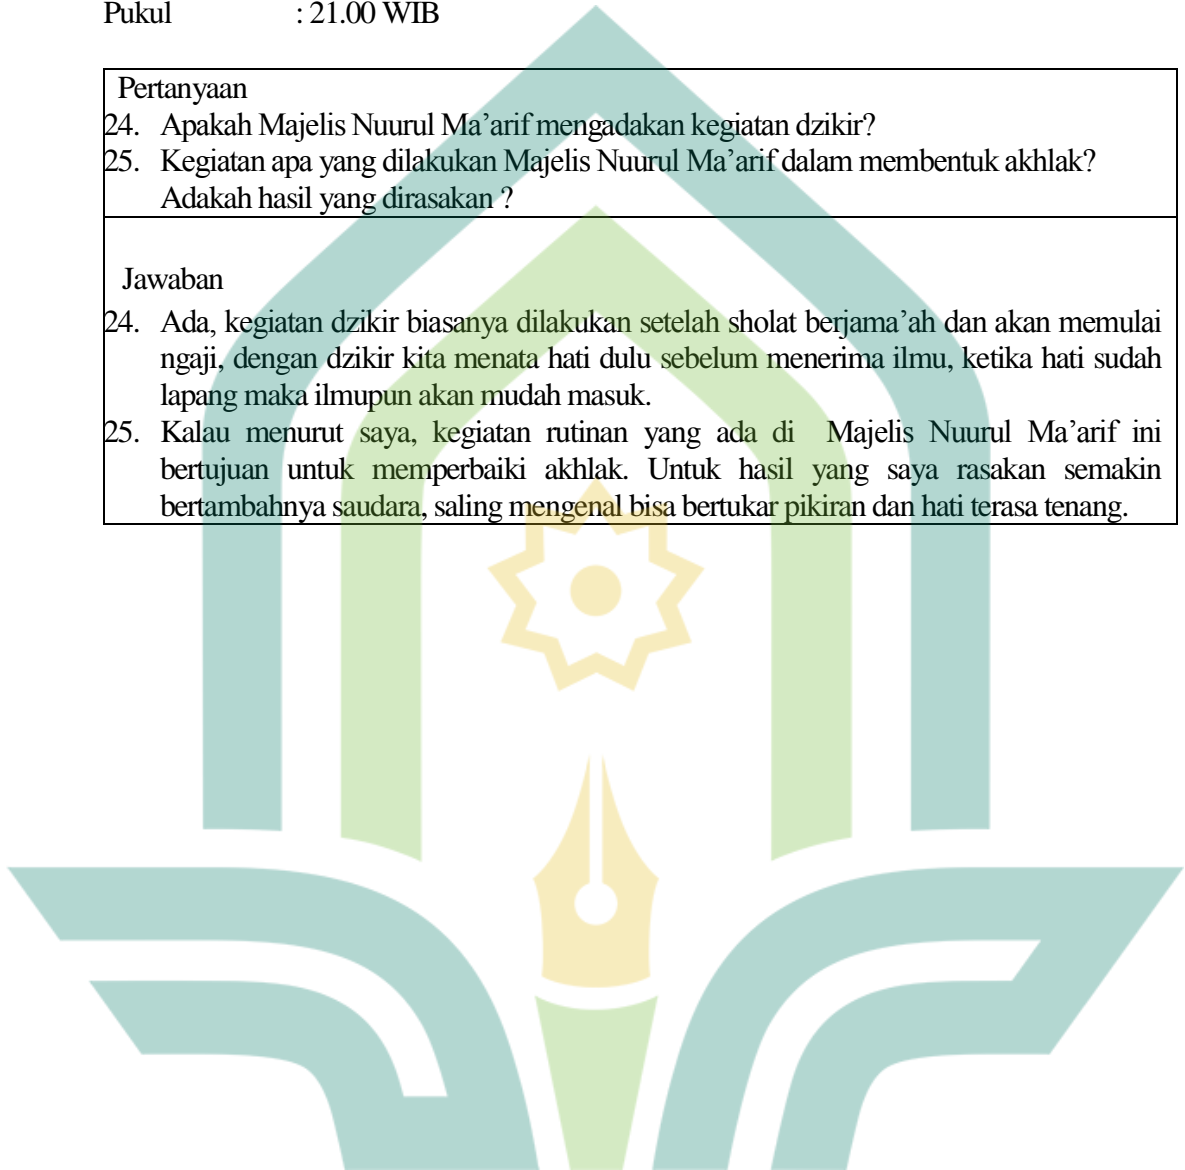 Pukul : 21.00 WIB
Pertanyaan
24. Apakah Majelis Nuurul Ma’arif mengadakan kegiatan dzikir?
25. Kegiatan apa yang dilakukan Majelis Nuurul Ma’arif dalam membentuk akhlak?
Adakah hasil yang dirasakan ?
Jawaban
24. Ada, kegiatan dzikir biasanya dilakukan setelah sholat berjama’ah dan akan memulai
ngaji, dengan dzikir kita menata hati dulu sebelum menerima ilmu, ketika hati sudah
lapang maka ilmupun akan mudah masuk.
25. Kalau menurut saya, kegiatan rutinan yang ada di Majelis Nuurul Ma’arif ini
bertujuan untuk memperbaiki akhlak. Untuk hasil yang saya rasakan semakin
bertambahnya saudara, saling mengenal bisa bertukar pikiran dan hati terasa tenang.